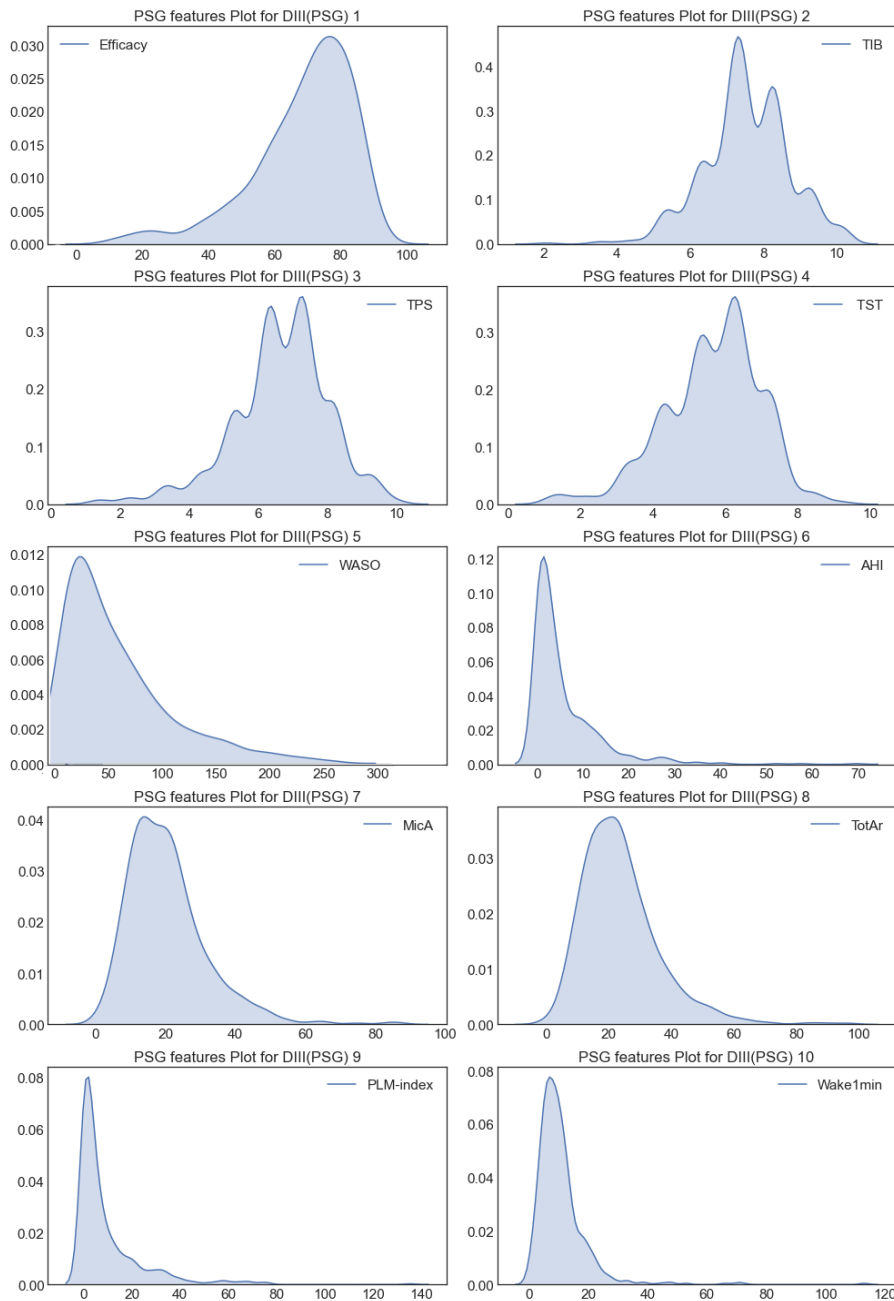 PSG features Plot for DIII(PSG) 1
Efficacy
0.030
0.025
0.020
0.015
0.010
0.005
0.000
0 20 40 60 80 100
PSG features Plot for DIII(PSG) 2
TIB
0.4
0.3
0.2
0.1
0.0
2 4 6 8 10
PSG features Plot for DIII(PSG) 3
TPS
0.3
0.2
0.1
0.0
0 2 4 6 8 10
PSG features Plot for DIII(PSG) 4
TST
0.3
0.2
0.1
0.0
0 2 4 6 8 10
PSG features Plot for DIII(PSG) 5
WASO
0.012
0.010
0.008
0.006
0.004
0.002
0.000
0 50 100 150 200 250 300
PSG features Plot for DIII(PSG) 6
AHI
0.12
0.10
0.08
0.06
0.04
0.02
0.00
0 10 20 30 40 50 60 70
PSG features Plot for DIII(PSG) 7
MicA
0.04
0.03
0.02
0.01
0.00
0 20 40 60 80 100
PSG features Plot for DIII(PSG) 8
TotAr
0.03
0.02
0.01
0.00
0 20 40 60 80 100
PSG features Plot for DIII(PSG) 9
PLM-index
0.08
0.06
0.04
0.02
0.00
0 20 40 60 80 100 120 140
PSG features Plot for DIII(PSG) 10
Wake1min
0.08
0.06
0.04
0.02
0.00
0 20 40 60 80 100 120